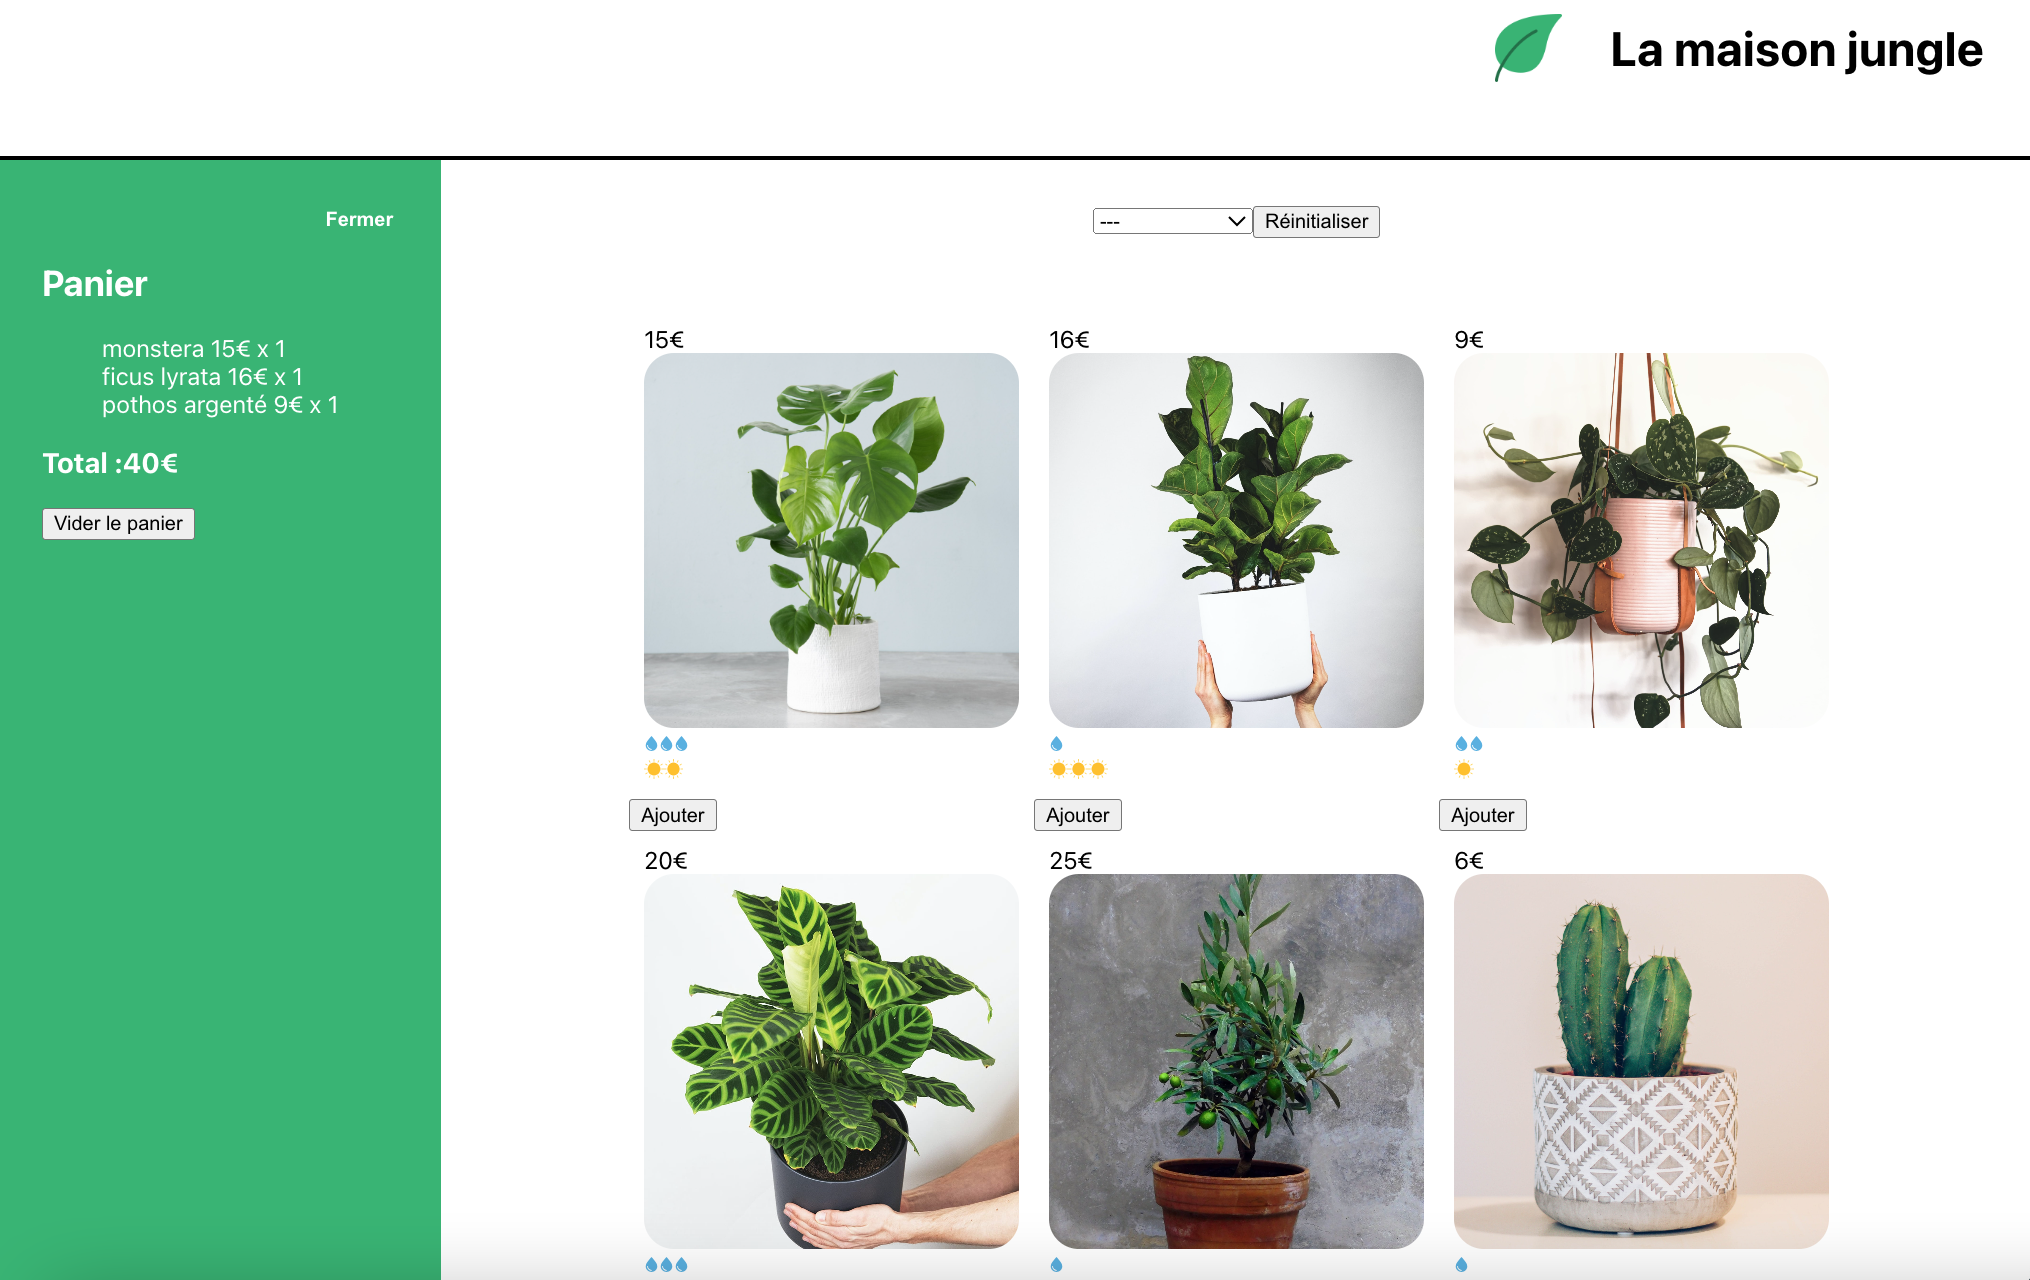 La maison jungle
Fermer
Panier
monstera 15€ x 1
ficus lyrata 16€ x 1
pothos argenté 9€ x 1
Total :40€
Vider le panier
---
Réinitialiser
15€
16€
9€
Ajouter
Ajouter
Ajouter
20€
25€
6€